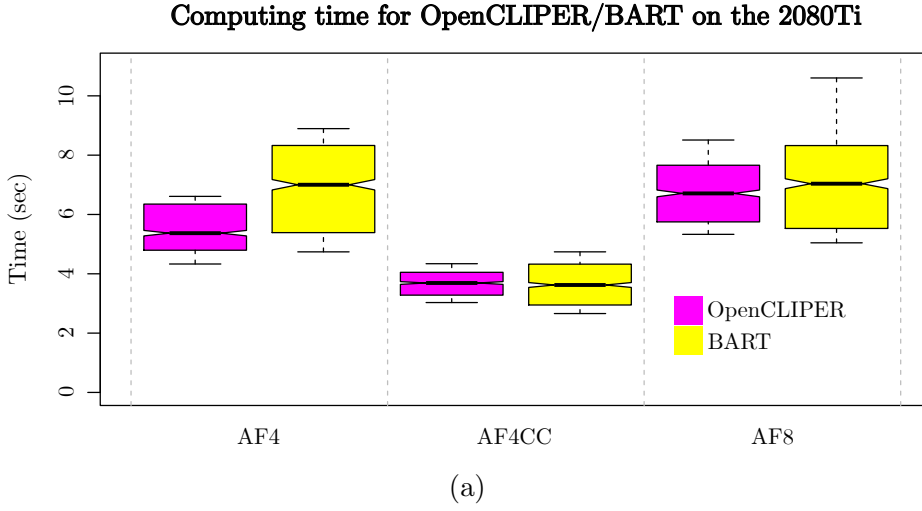 Computing time for OpenCLIPER/BART on the 2080Ti
Time (sec)
10
8
6
4
2
0
OpenCLIPER
BART
AF4 AF4CC AF8
(a)